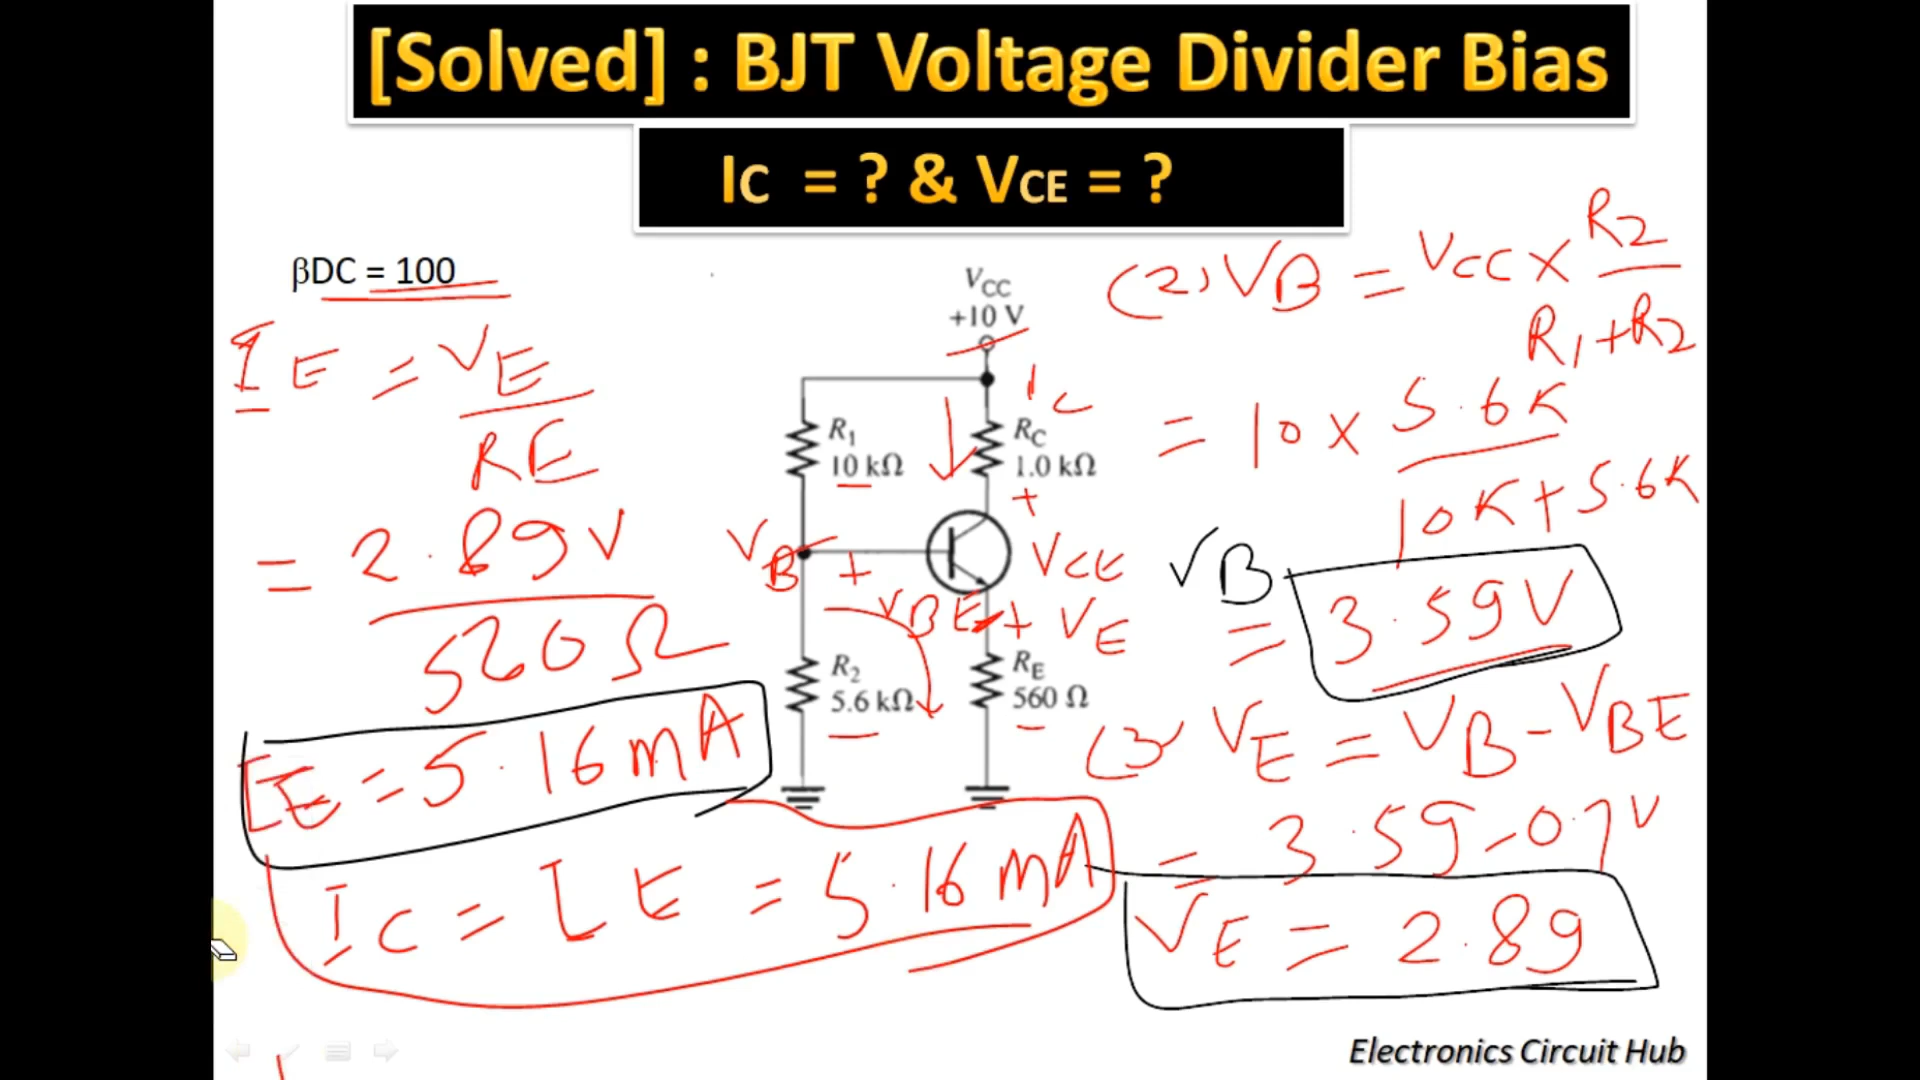 [Solved] : BJT Voltage Divider Bias
IC = ? & VCE = ?
βDC = 100
IE = VE
RE
= 2.89V
560Ω
IE = 5.16mA
IC = IE = 5.16mA
VCC
+10 V
IC
R1
10 kΩ
RC
1.0 kΩ
+
VB
+
VCE
VBE
-
+ VE
R2
5.6 kΩ
RE
560 Ω
-
(2) VB = VCC × R2
R1+R2
= 10 × 5.6K
10K+5.6K
VB
= 3.59V
(3) VE = VB-VBE
= 3.59-0.7V
VE = 2.89
Electronics Circuit Hub